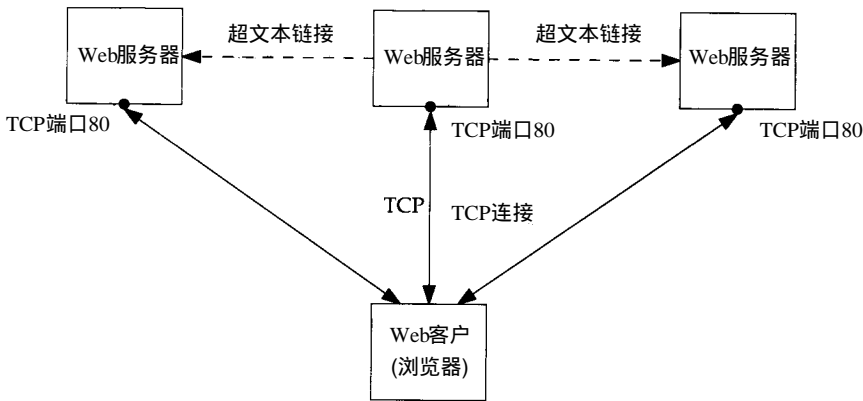 超文本链接
超文本链接
Web服务器
Web服务器
Web服务器
TCP端口80
TCP端口80
TCP端口80
TCP
TCP连接
Web客户
(浏览器)